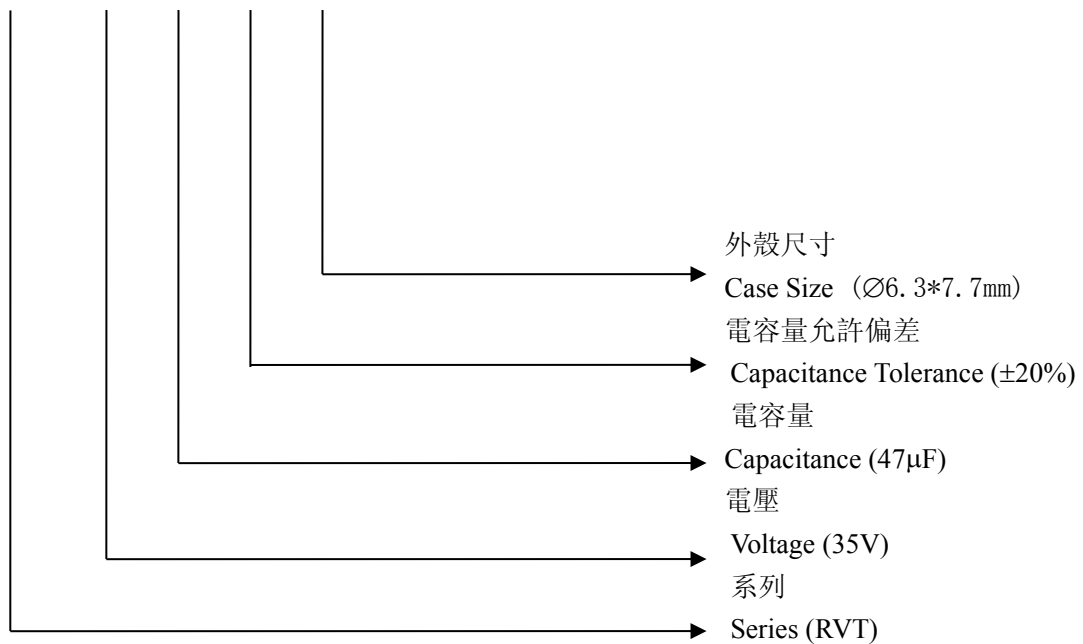 外殼尺寸
Case Size（∅6.3*7.7mm）
電容量允許偏差
Capacitance Tolerance (±20%)
電容量
Capacitance (47μF)
電壓
Voltage (35V)
系列
Series (RVT)